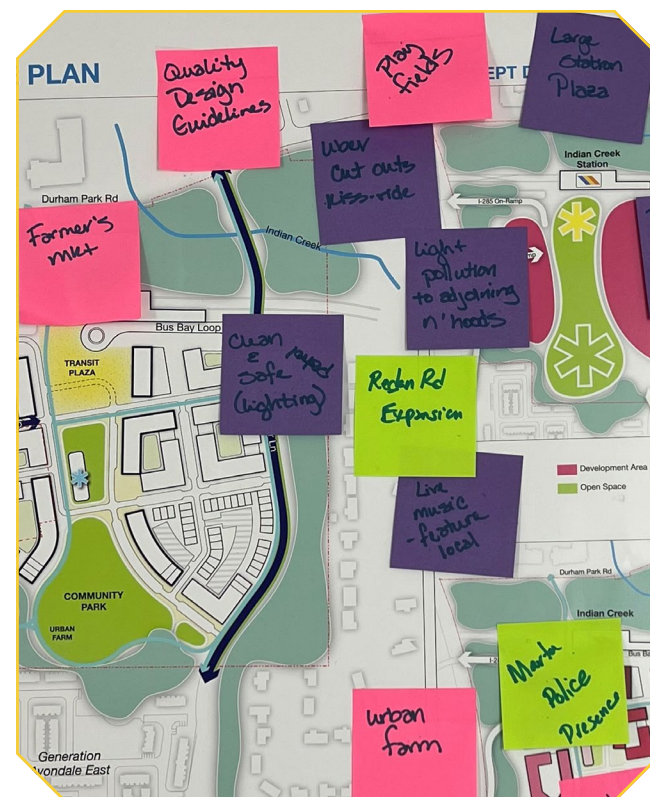 PLAN
Quality
Design
Guidelines
Play
fields
EPT D
Large
Station
Plaza
Uber
cut outs
kiss-ride
Indian Creek
Station
Durham Park Rd
I-285 On-Ramp
Farmer's
mkt
Indian Creek
Light
pollution
to adjoining
n'hoods
Bus Bay Loop
TRANSIT
PLAZA
clean
&
safe
(lighting)
Redan Rd
Expansion
Development Area
Open Space
Live
music
-feature
local
Durham Park Rd
Indian Creek
COMMUNITY
PARK
URBAN
FARM
Marta
Police
Presence
Bus Ba
urban
farm
Generation
Avondale East